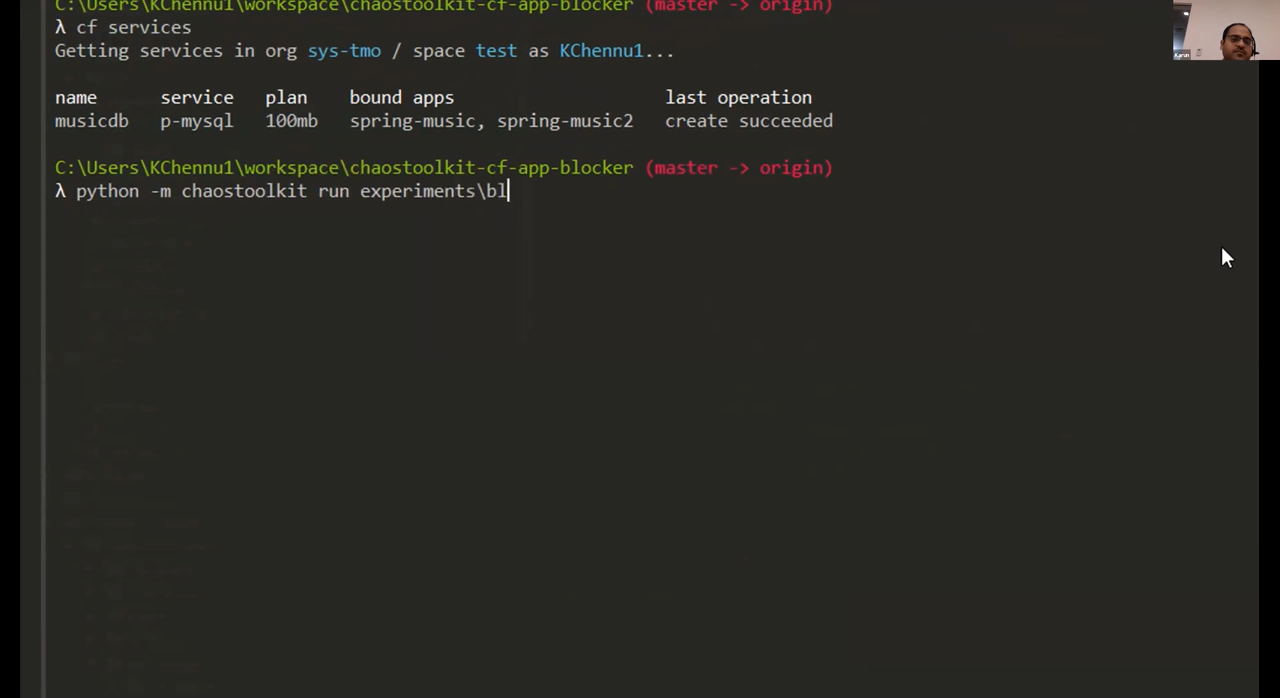 C:\Users\KChennu1\workspace\chaostoolkit-cf-app-blocker (master -> origin)
λ cf services
Getting services in org sys-tmo / space test as KChennu1...
name service plan bound apps last operation
musicdb p-mysql 100mb spring-music, spring-music2 create succeeded
C:\Users\KChennu1\workspace\chaostoolkit-cf-app-blocker (master -> origin)
λ python -m chaostoolkit run experiments\bl
Karun